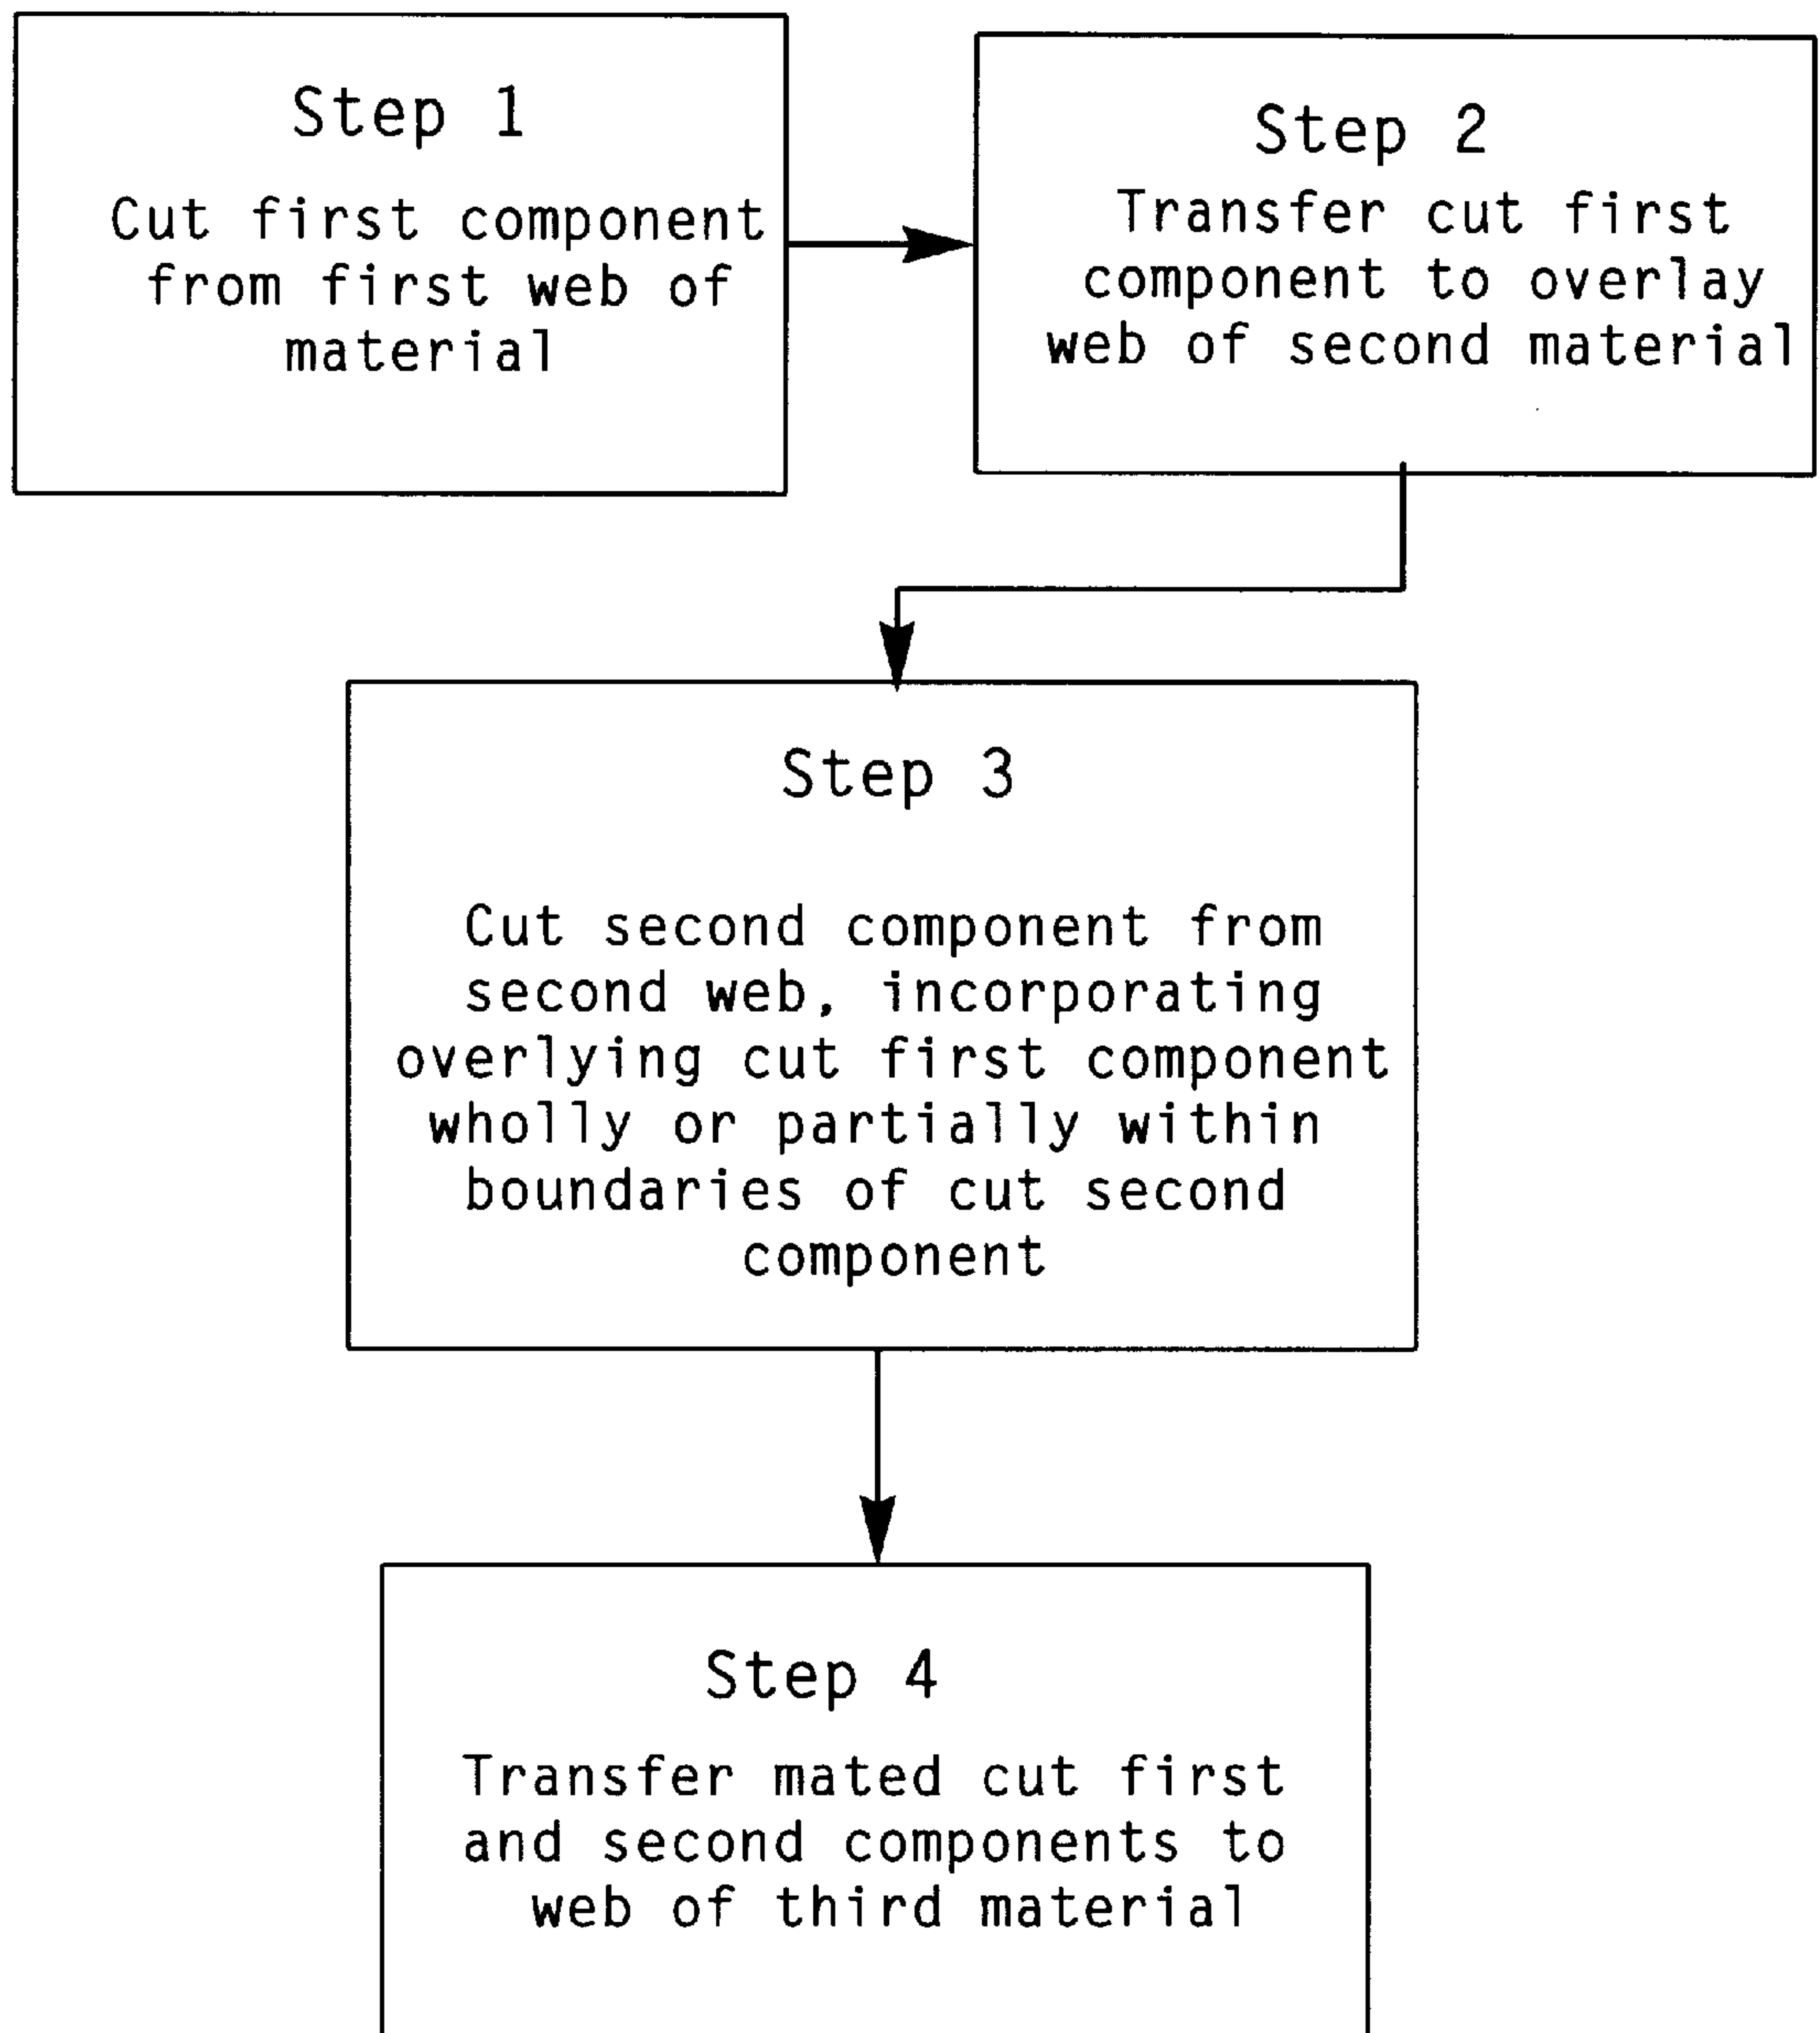 Step 1
Cut first component
from first web of
material
Step 2
Transfer cut first
component to overlay
web of second material
Step 3
Cut second component from
second web, incorporating
overlying cut first component
wholly or partially within
boundaries of cut second
component
Step 4
Transfer mated cut first
and second components to
web of third material